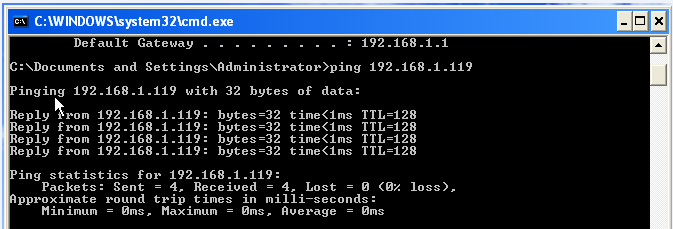 C:\WINDOWS\system32\cmd.exe
Default Gateway . . . . . . . . . : 192.168.1.1
C:\Documents and Settings\Administrator>ping 192.168.1.119
Pinging 192.168.1.119 with 32 bytes of data:
Reply from 192.168.1.119: bytes=32 time<1ms TTL=128
Reply from 192.168.1.119: bytes=32 time<1ms TTL=128
Reply from 192.168.1.119: bytes=32 time<1ms TTL=128
Reply from 192.168.1.119: bytes=32 time<1ms TTL=128
Ping statistics for 192.168.1.119:
Packets: Sent = 4, Received = 4, Lost = 0 (0% loss),
Approximate round trip times in milli-seconds:
Minimum = 0ms, Maximum = 0ms, Average = 0ms